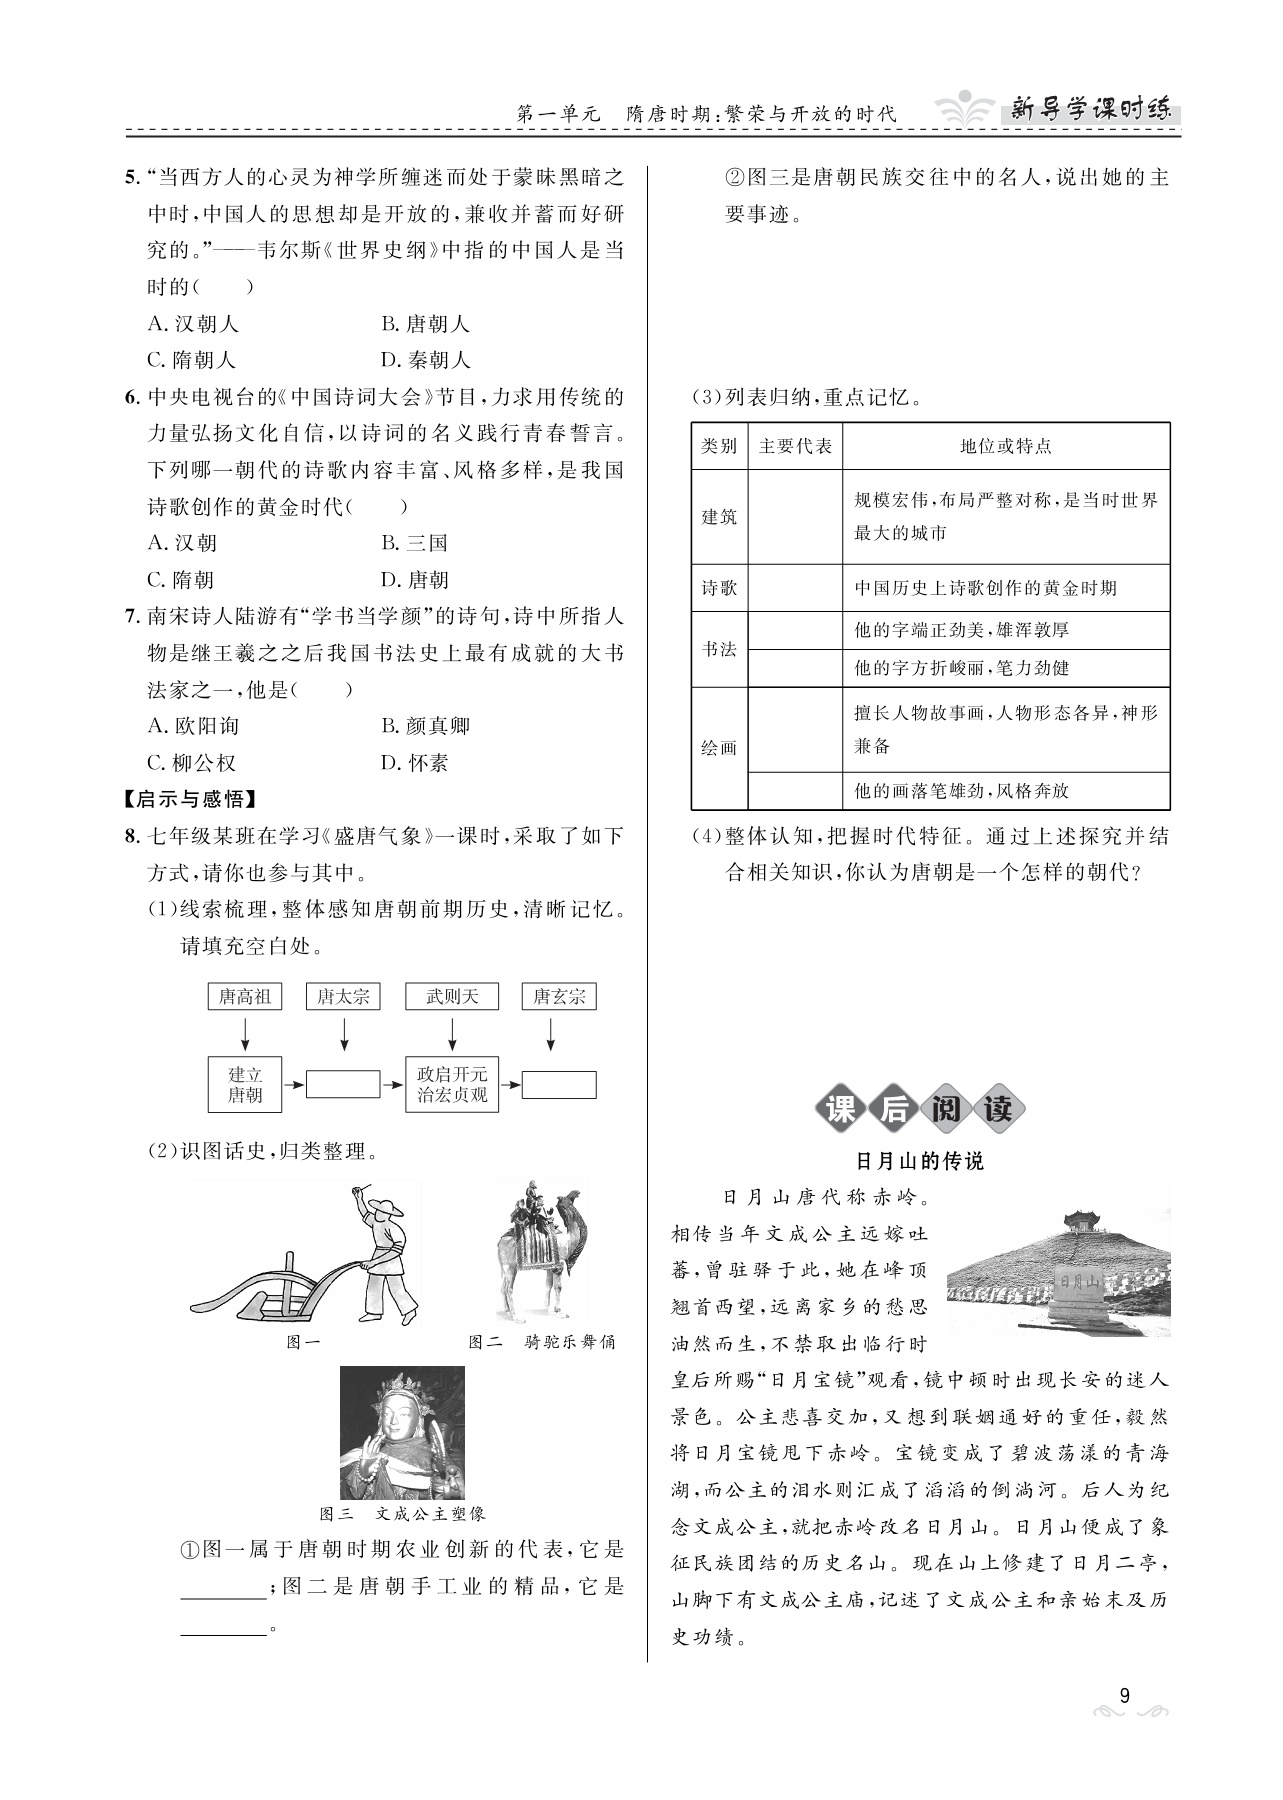 第一单元　隋唐时期:繁荣与开放的时代
新导学课时练
5. “当西方人的心灵为神学所缠迷而处于蒙昧黑暗之
中时,中国人的思想却是开放的,兼收并蓄而好研
究的。”——韦尔斯《世界史纲》中指的中国人是当
时的(　　)
A. 汉朝人　　B. 唐朝人
C. 隋朝人　　D. 秦朝人
6. 中央电视台的《中国诗词大会》节目,力求用传统的
力量弘扬文化自信,以诗词的名义践行青春誓言。
下列哪一朝代的诗歌内容丰富、风格多样,是我国
诗歌创作的黄金时代(　　)
A. 汉朝　　B. 三国
C. 隋朝　　D. 唐朝
7. 南宋诗人陆游有“学书当学颜”的诗句,诗中所指人
物是继王羲之之后我国书法史上最有成就的大书
法家之一,他是(　　)
A. 欧阳询　　B. 颜真卿
C. 柳公权　　D. 怀素
【启示与感悟】
8. 七年级某班在学习《盛唐气象》一课时,采取了如下
方式,请你也参与其中。
(1)线索梳理,整体感知唐朝前期历史,清晰记忆。
请填充空白处。
唐高祖　唐太宗　武则天　唐玄宗
建立　政启开元
唐朝　治宏贞观
(2)识图话史,归类整理。
图一　图二　骑驼乐舞俑
日月山
图三　文成公主塑像
①图一属于唐朝时期农业创新的代表,它是
________;图二是唐朝手工业的精品,它是
________。
②图三是唐朝民族交往中的名人,说出她的主
要事迹。
(3)列表归纳,重点记忆。
类别　主要代表　地位或特点
建筑　规模宏伟,布局严整对称,是当时世界
最大的城市
诗歌　中国历史上诗歌创作的黄金时期
书法　他的字端正劲美,雄浑敦厚
他的字方折峻丽,笔力劲健
绘画　擅长人物故事画,人物形态各异,神形
兼备
他的画落笔雄劲,风格奔放
(4)整体认知,把握时代特征。通过上述探究并结
合相关知识,你认为唐朝是一个怎样的朝代?
课后阅读
日月山的传说
日月山唐代称赤岭。
相传当年文成公主远嫁吐
蕃,曾驻驿于此,她在峰顶
翘首西望,远离家乡的愁思
油然而生,不禁取出临行时
皇后所赐“日月宝镜”观看,镜中顿时出现长安的迷人
景色。公主悲喜交加,又想到联姻通好的重任,毅然
将日月宝镜甩下赤岭。宝镜变成了碧波荡漾的青海
湖,而公主的泪水则汇成了滔滔的倒淌河。后人为纪
念文成公主,就把赤岭改名日月山。日月山便成了象
征民族团结的历史名山。现在山上修建了日月二亭,
山脚下有文成公主庙,记述了文成公主和亲始末及历
史功绩。
9